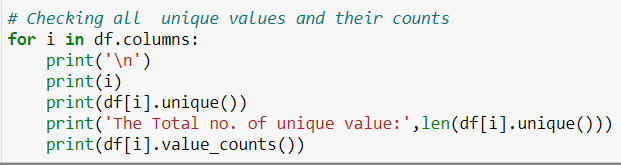 # Checking all  unique values and their counts
for i in df.columns:
    print('\n')
    print(i)
    print(df[i].unique())
    print('The Total no. of unique value:',len(df[i].unique()))
    print(df[i].value_counts())